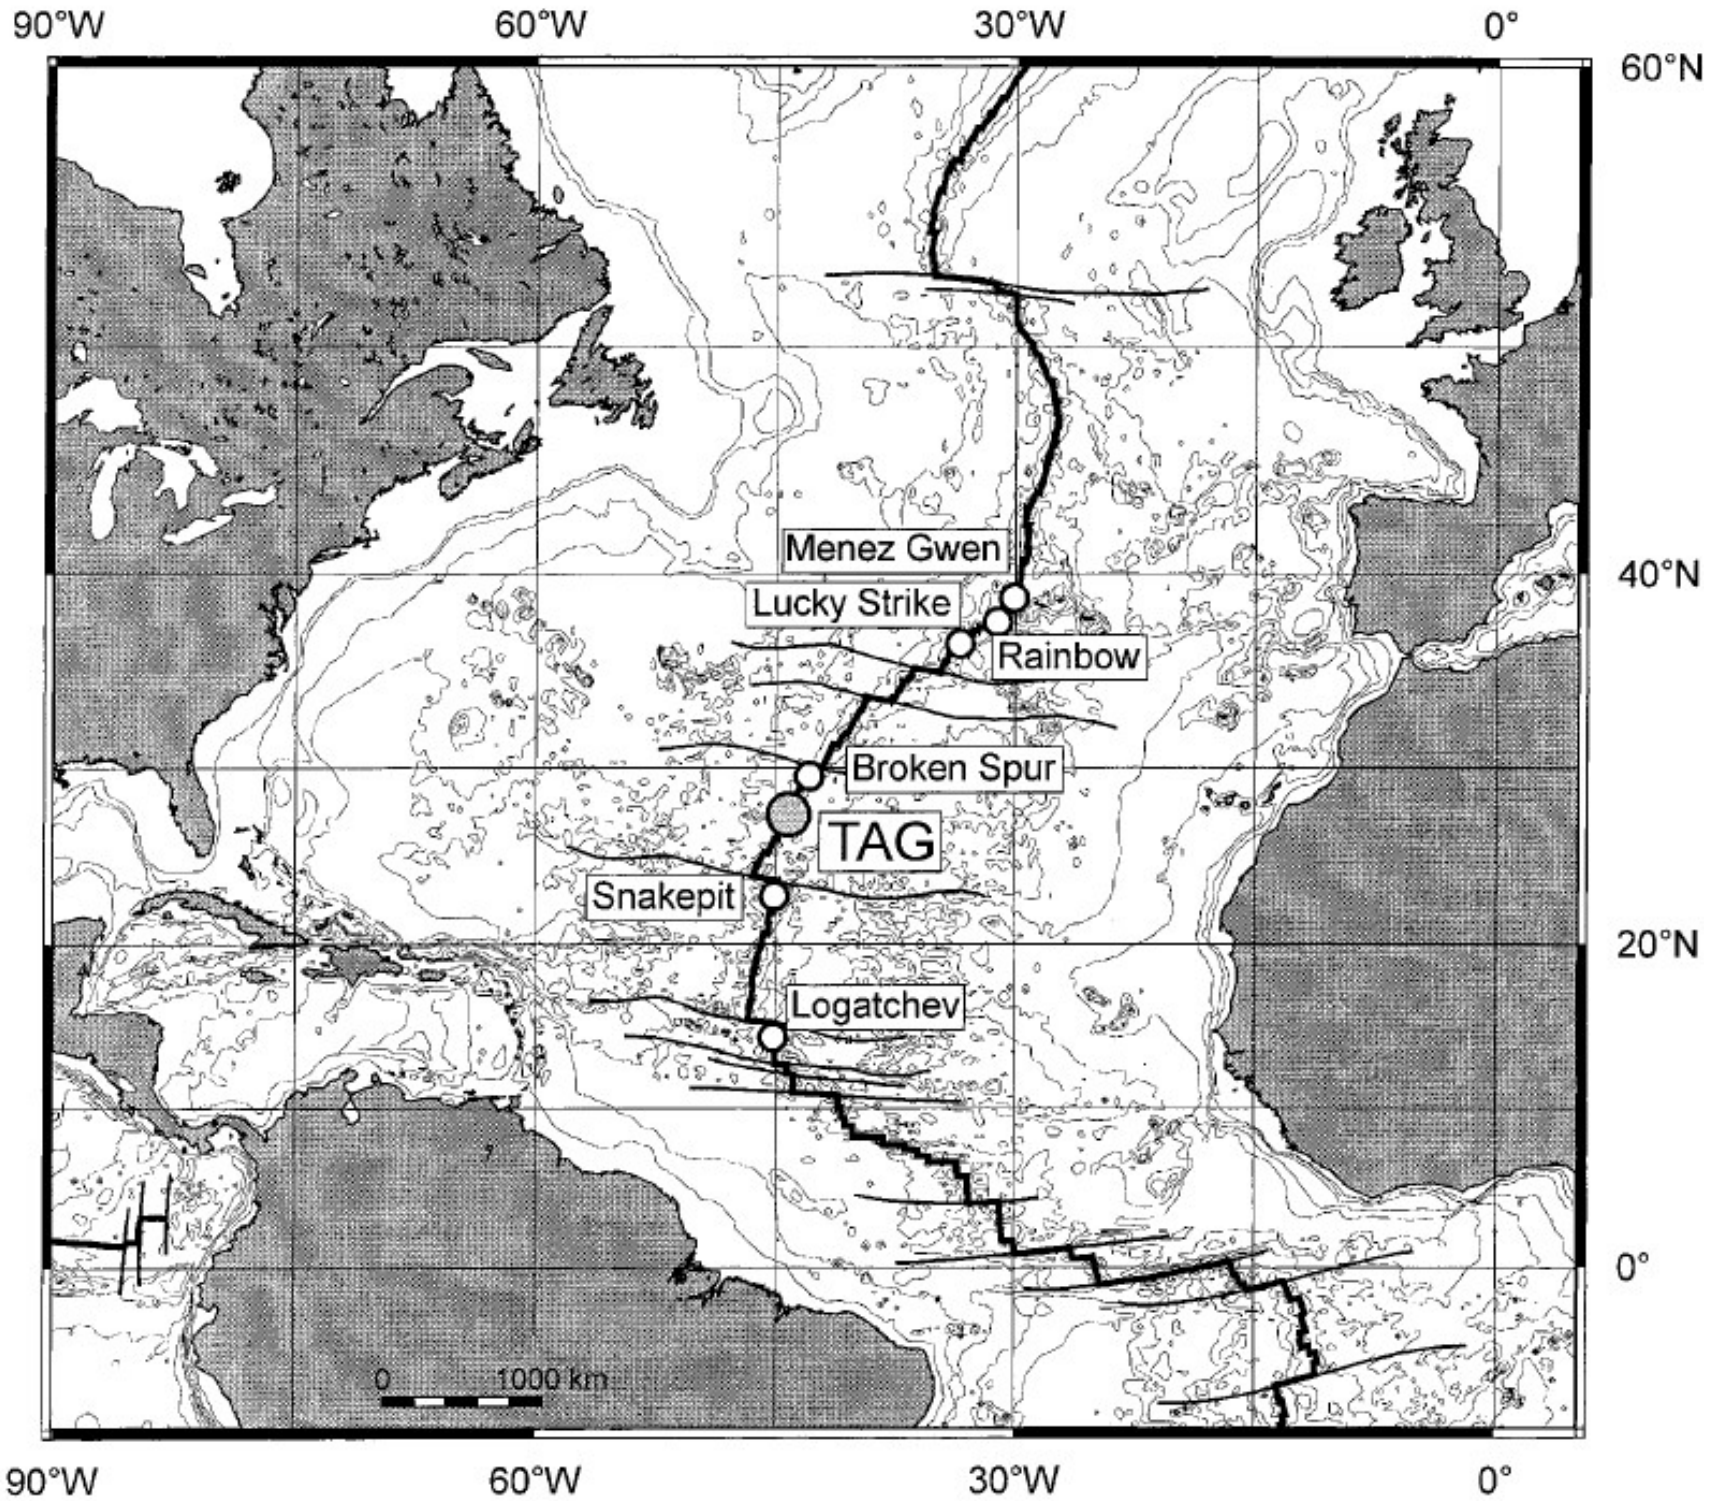 90°W 60°W 30°W 0°
60°N
Menez Gwen
40°N
Lucky Strike
Rainbow
Broken Spur
TAG
Snakepit
20°N
Logatchev
0°
0 1000 km
90°W 60°W 30°W 0°